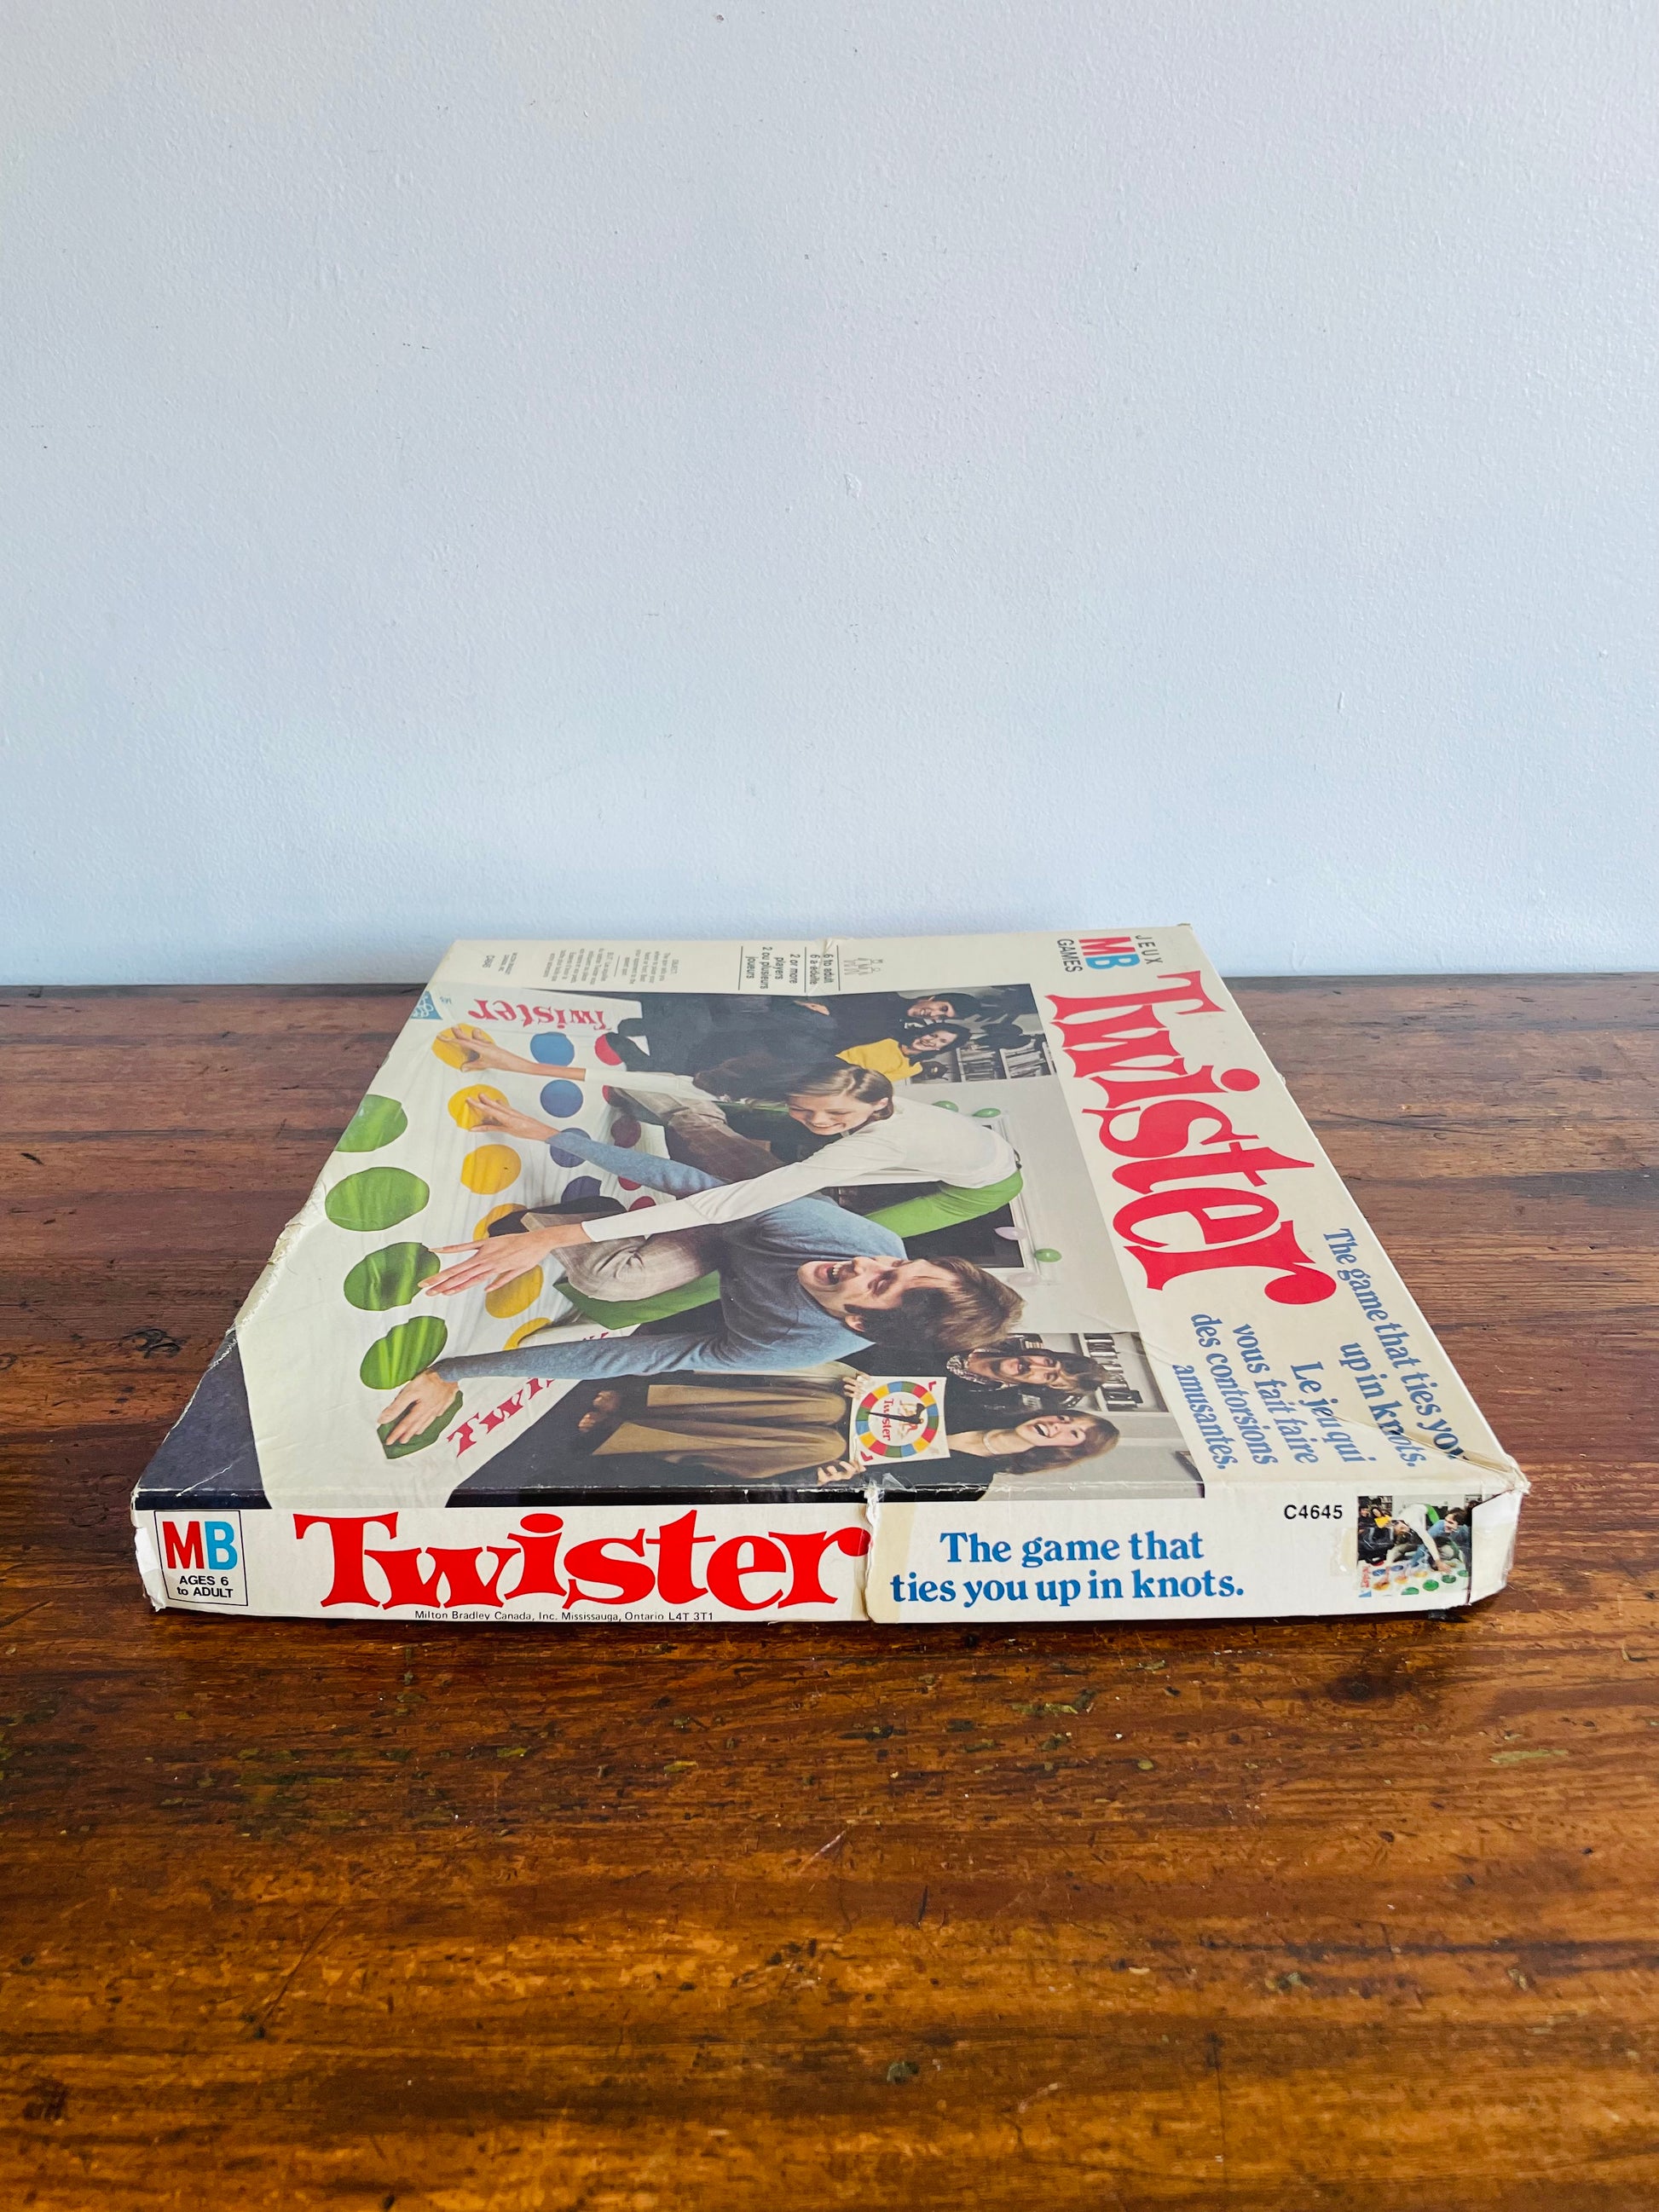 JEUX
MB
GAMES
Twister
The game that ties you
up in knots.
Le jeu qui
vous fait faire
des contorsions
amusantes.
6 to adult
6 à adulte
2 or more
players
2 ou plusieurs
joueurs
Twister
Twister
MB
AGES 6
to ADULT
Twister
Milton Bradley Canada, Inc. Mississauga, Ontario L4T 3T1
The game that
ties you up in knots.
C4645